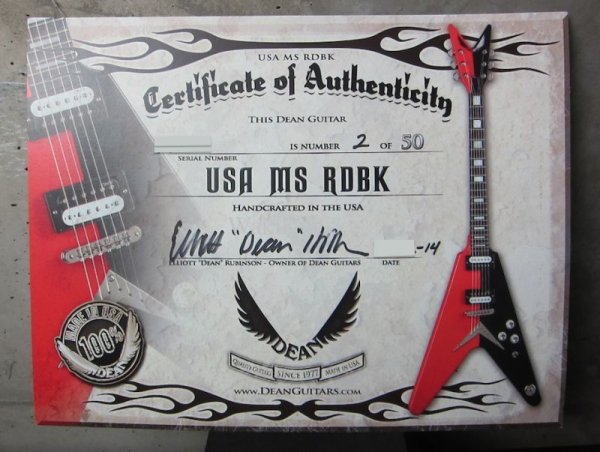 USA MS RDBK
Certificate of Authenticity
THIS DEAN GUITAR
IS NUMBER 2 OF 50
SERIAL NUMBER
USA MS RDBK
HANDCRAFTED IN THE USA
Elliott "Dean" -14
ELLIOTT "DEAN" RUBINSON - OWNER OF DEAN GUITARS DATE
MADE IN USA
100%
DEAN
DEAN
QUALITY GUITARS SINCE 1977 MADE IN USA
WWW.DEANGUITARS.COM